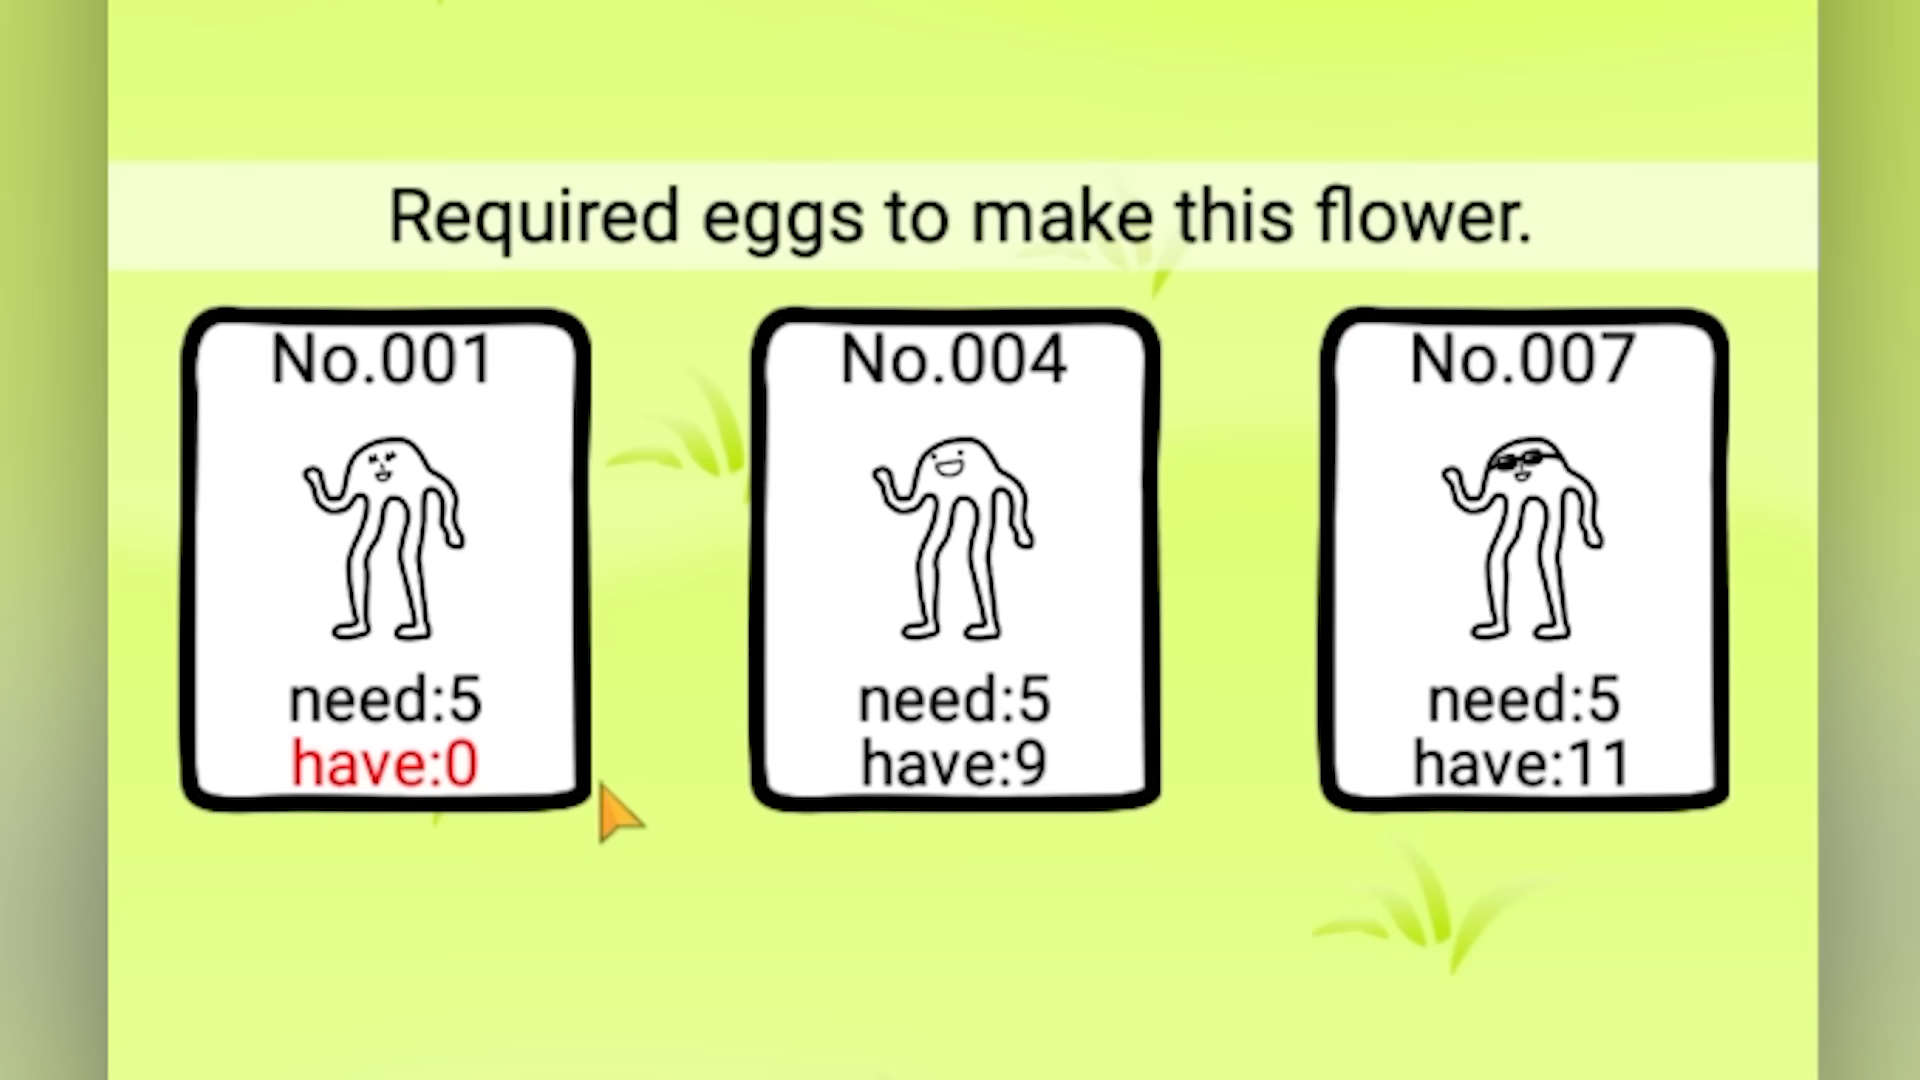 Required eggs to make this flower.
No.001
need:5
have:0
No.004
need:5
have:9
No.007
need:5
have:11